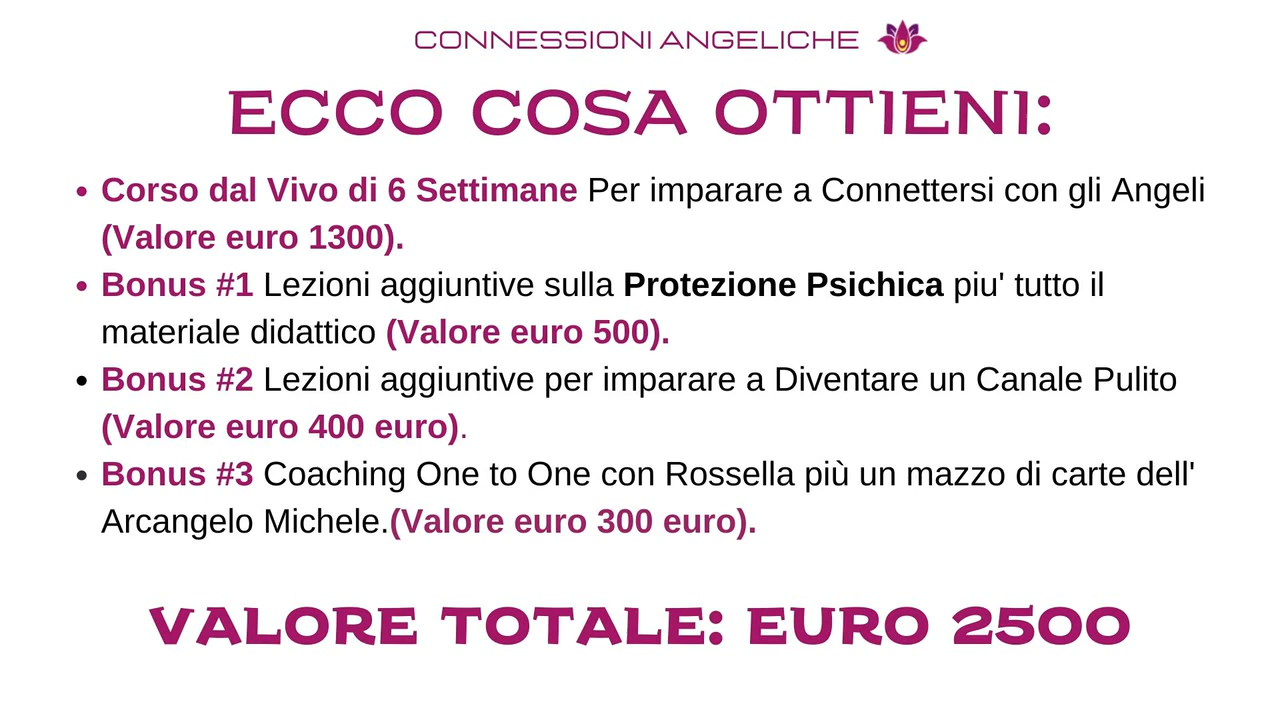 CONNESSIONI ANGELICHE
ECCO COSA OTTIENI:
• Corso dal Vivo di 6 Settimane Per imparare a Connettersi con gli Angeli
(Valore euro 1300).
• Bonus #1 Lezioni aggiuntive sulla Protezione Psichica piu' tutto il
materiale didattico (Valore euro 500).
• Bonus #2 Lezioni aggiuntive per imparare a Diventare un Canale Pulito
(Valore euro 400 euro).
• Bonus #3 Coaching One to One con Rossella più un mazzo di carte dell'
Arcangelo Michele.(Valore euro 300 euro).
VALORE TOTALE: EURO 2500